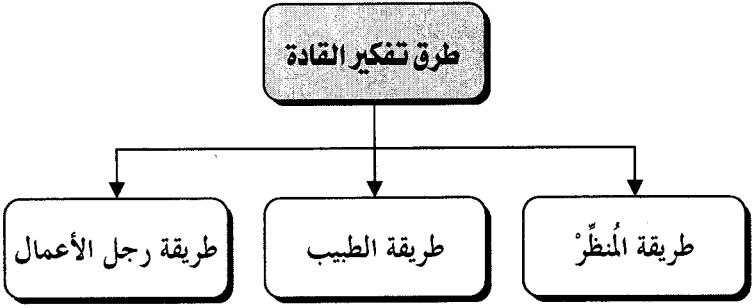 طرق تفكير القادة
طريقة المُنظِّرْ
طريقة الطبيب
طريقة رجل الأعمال